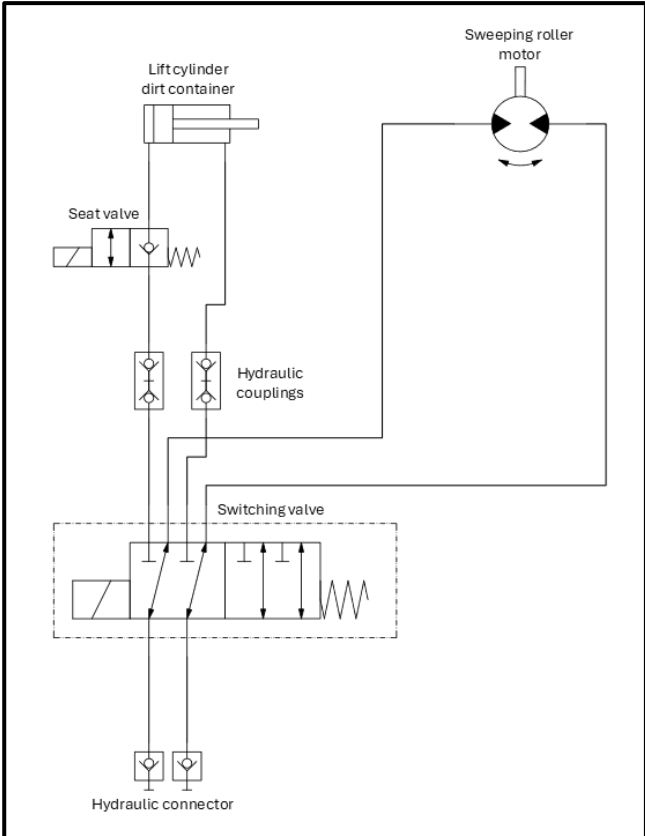 Sweeping roller
motor
Lift cylinder
dirt container
Seat valve
Hydraulic
couplings
Switching valve
Hydraulic connector